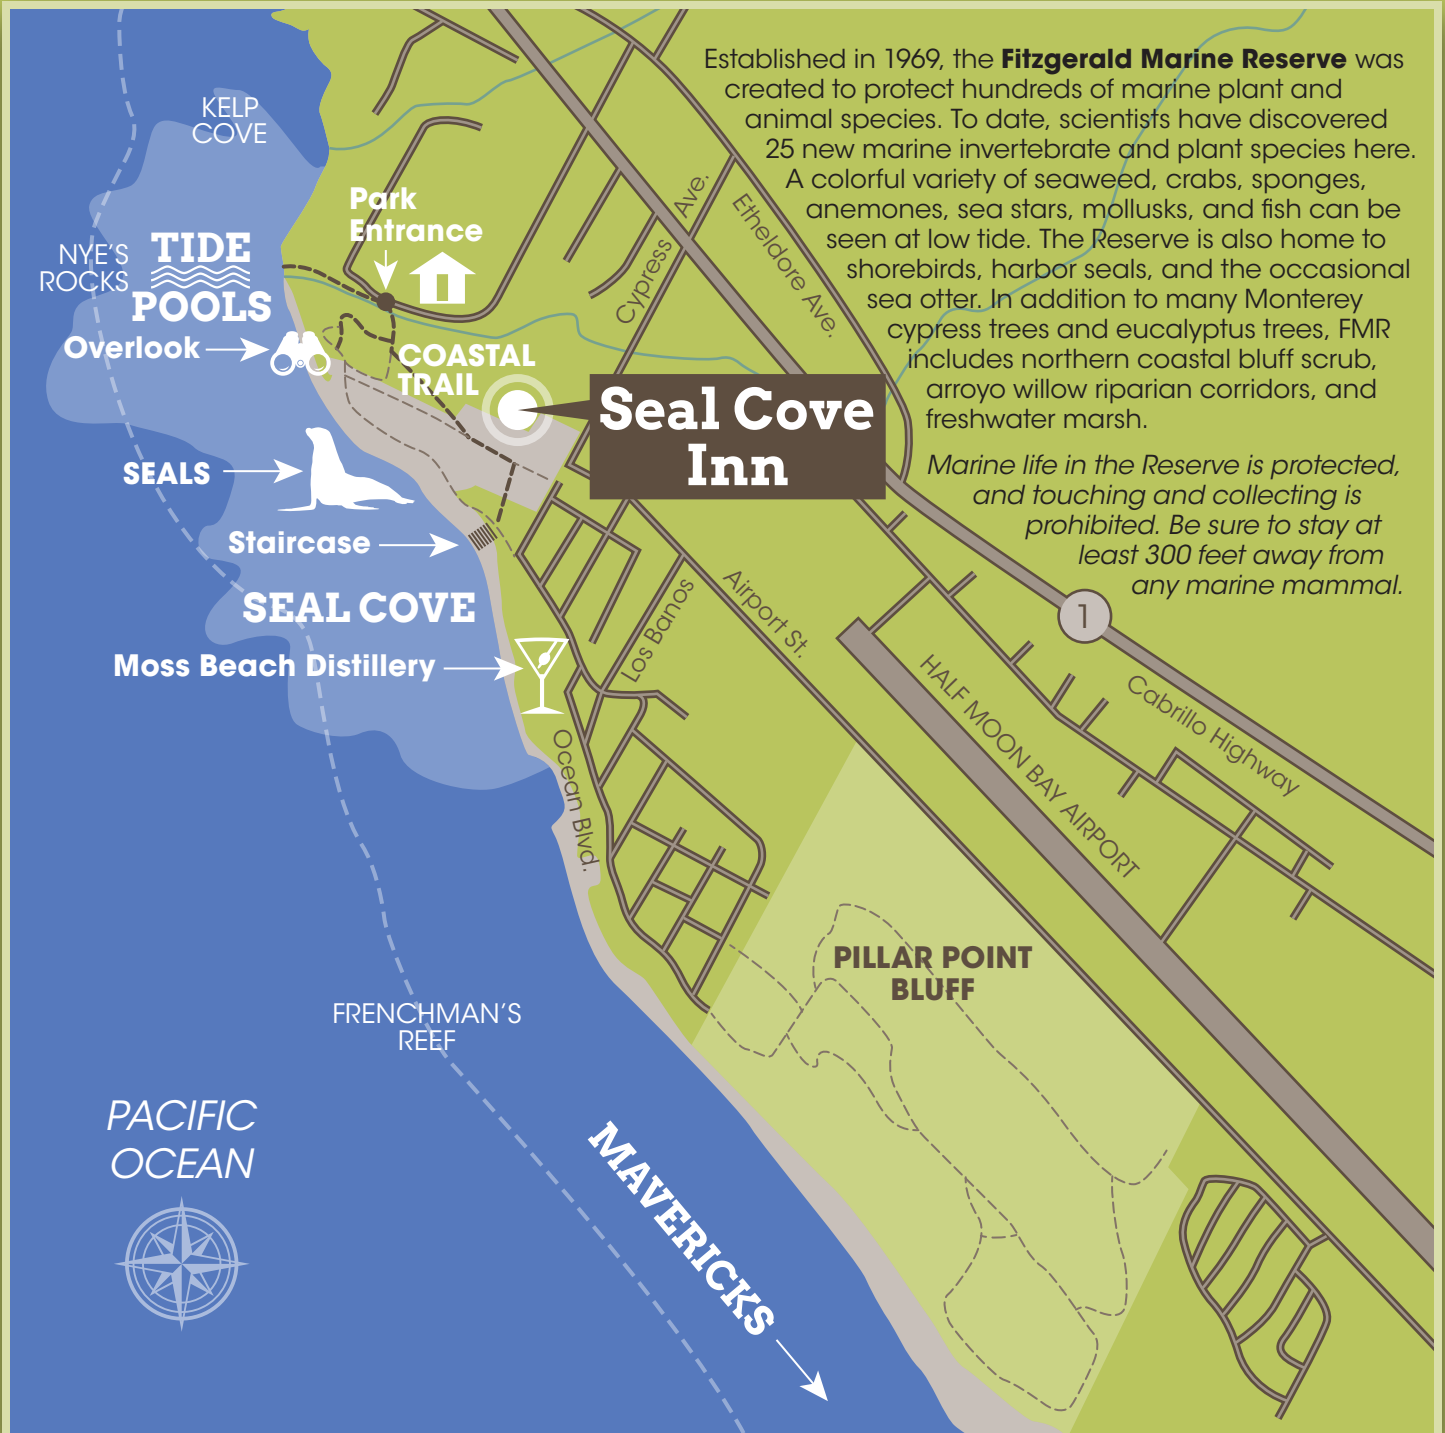 Established in 1969, the Fitzgerald Marine Reserve was
created to protect hundreds of marine plant and
animal species. To date, scientists have discovered
25 new marine invertebrate and plant species here.
A colorful variety of seaweed, crabs, sponges,
anemones, sea stars, mollusks, and fish can be
seen at low tide. The Reserve is also home to
shorebirds, harbor seals, and the occasional
sea otter. In addition to many Monterey
cypress trees and eucalyptus trees, FMR
includes northern coastal bluff scrub,
arroyo willow riparian corridors, and
freshwater marsh.
Marine life in the Reserve is protected,
and touching and collecting is
prohibited. Be sure to stay at
least 300 feet away from
any marine mammal.
KELP
COVE
Park
Entrance
NYE'S
ROCKS
TIDE
POOLS
Overlook
COASTAL
TRAIL
Cypress Ave.
Etheldore Ave.
Seal Cove
Inn
SEALS
Staircase
SEAL COVE
Moss Beach Distillery
Los Banos
Airport St.
1
HALF MOON BAY AIRPORT
Cabrillo Highway
Ocean Blvd.
PILLAR POINT
BLUFF
FRENCHMAN'S
REEF
PACIFIC
OCEAN
MAVERICKS